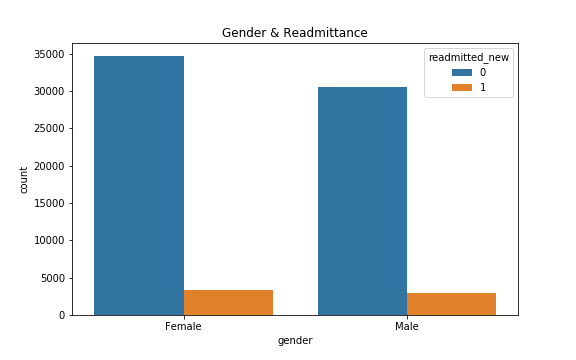 Gender & Readmittance
readmitted_new
0
1
35000
30000
25000
20000
15000
10000
5000
0
count
Female
Male
gender